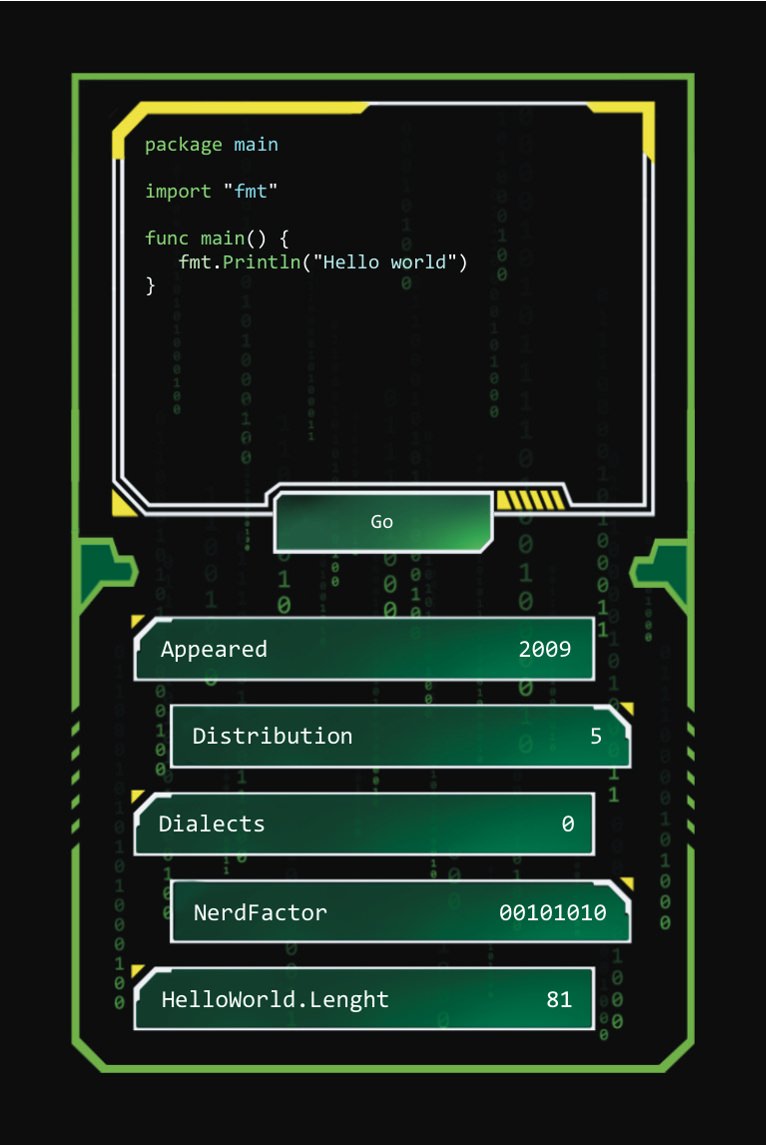 package main
import "fmt"
func main() {
fmt.Println("Hello world")
}
Go
Appeared 2009
Distribution 5
Dialects 0
NerdFactor 00101010
HelloWorld.Lenght 81